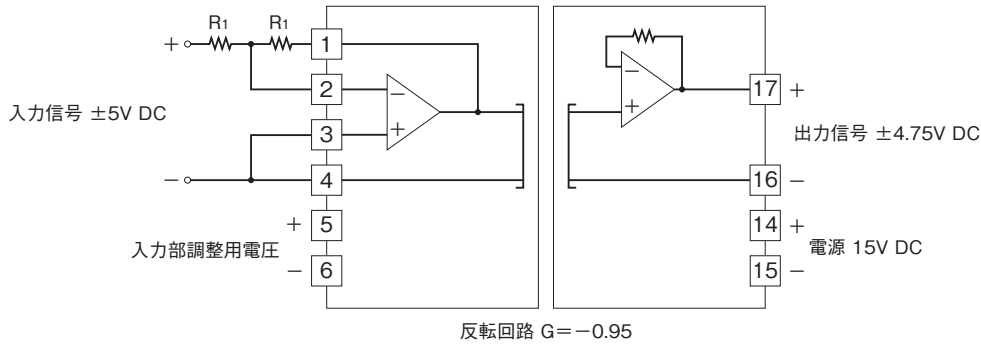 R1 R1
+ 1
2 − − 17 +
入力信号 ±5V DC
3 + + 出力信号 ±4.75V DC
− 4 16 −
+ 5 14 +
入力部調整用電圧 電源 15V DC
− 6 15 −
反転回路 G=−0.95